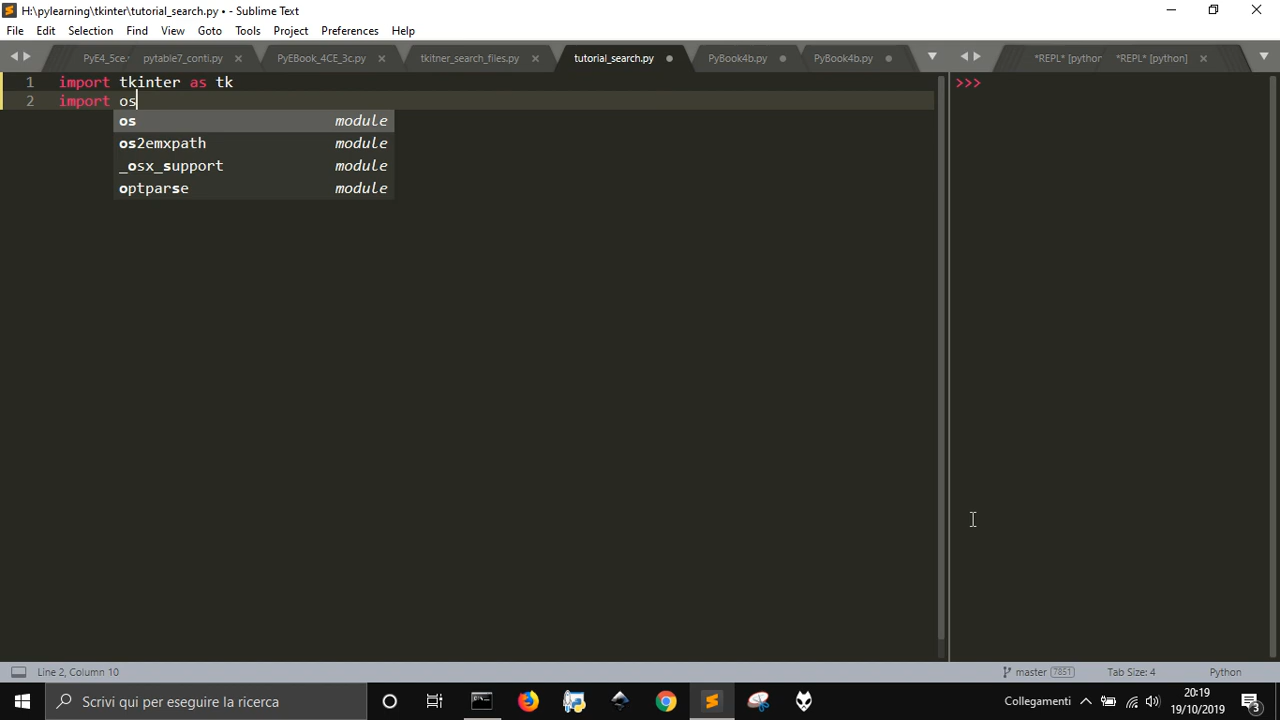 H:\pylearning\tkinter\tutorial_search.py • - Sublime Text
File Edit Selection Find View Goto Tools Project Preferences Help
PyE4_5ce. pytable7_conti.py PyEBook_4CE_3c.py tkitner_search_files.py tutorial_search.py PyBook4b.py PyBook4b.py *REPL* [python *REPL* [python]
1 import tkinter as tk
2 import os
>>>
os module
os2emxpath module
_osx_support module
optparse module
Line 2, Column 10 master 7851 Tab Size: 4 Python
Scrivi qui per eseguire la ricerca Collegamenti 20:19
19/10/2019 3